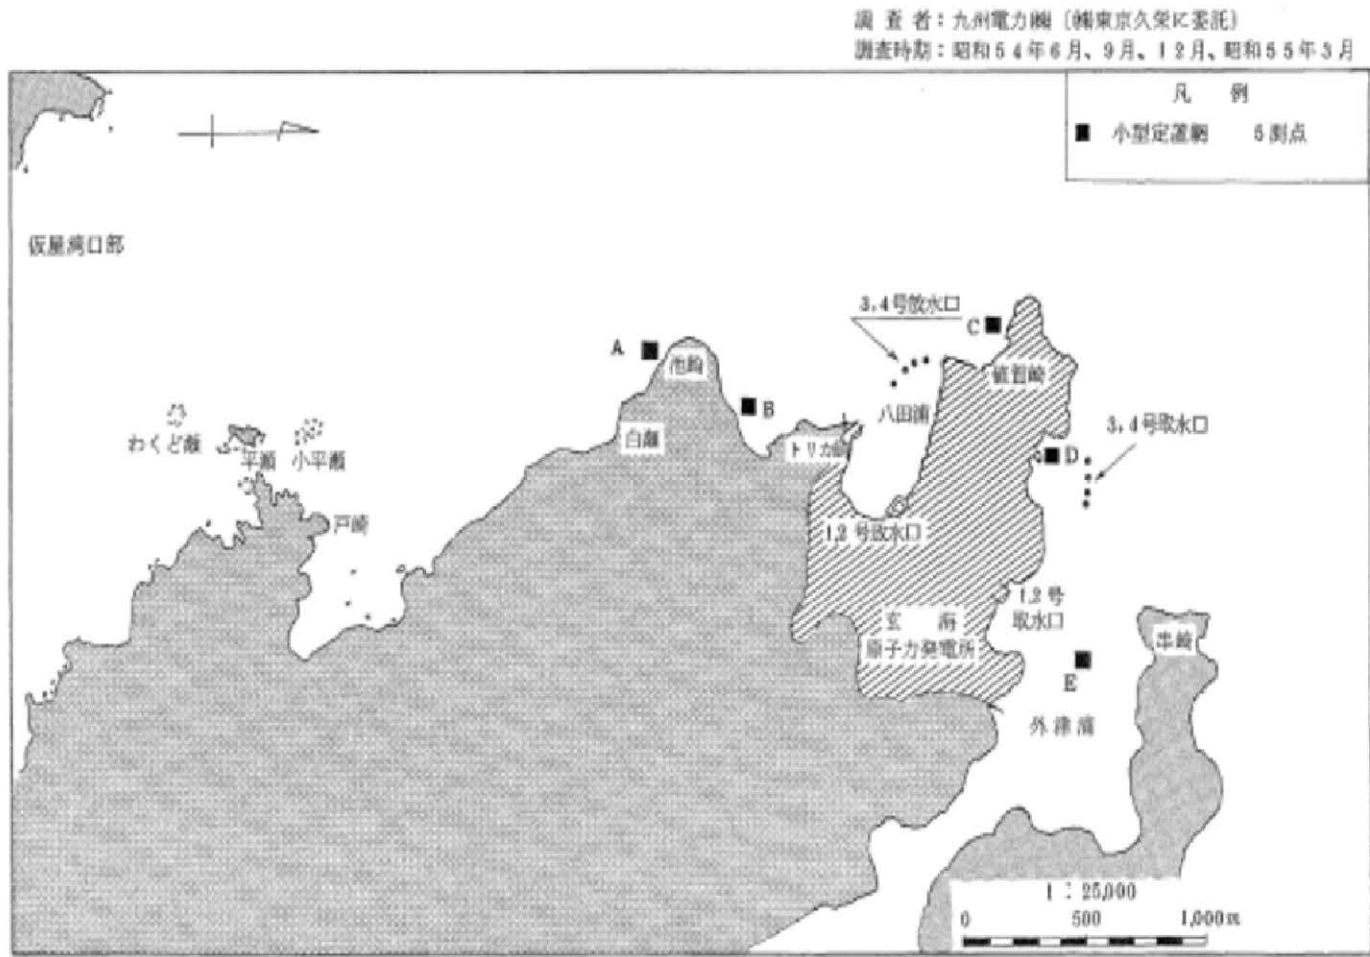 調査者：九州電力㈱（㈱東京久栄に委託）
調査時期：昭和54年6月、9月、12月、昭和55年3月
凡 例
■ 小型定置網 5測点
仮屋湾口部
3,4号放水口
C
A
池崎
値賀崎
B
八田浦
わくど瀬
平瀬
小平瀬
白瀬
トリカ崎
D
3,4号取水口
戸崎
1,2号放水口
1,2号
取水口
玄海
原子力発電所
串崎
E
外津浦
1：25,000
0 500 1,000m